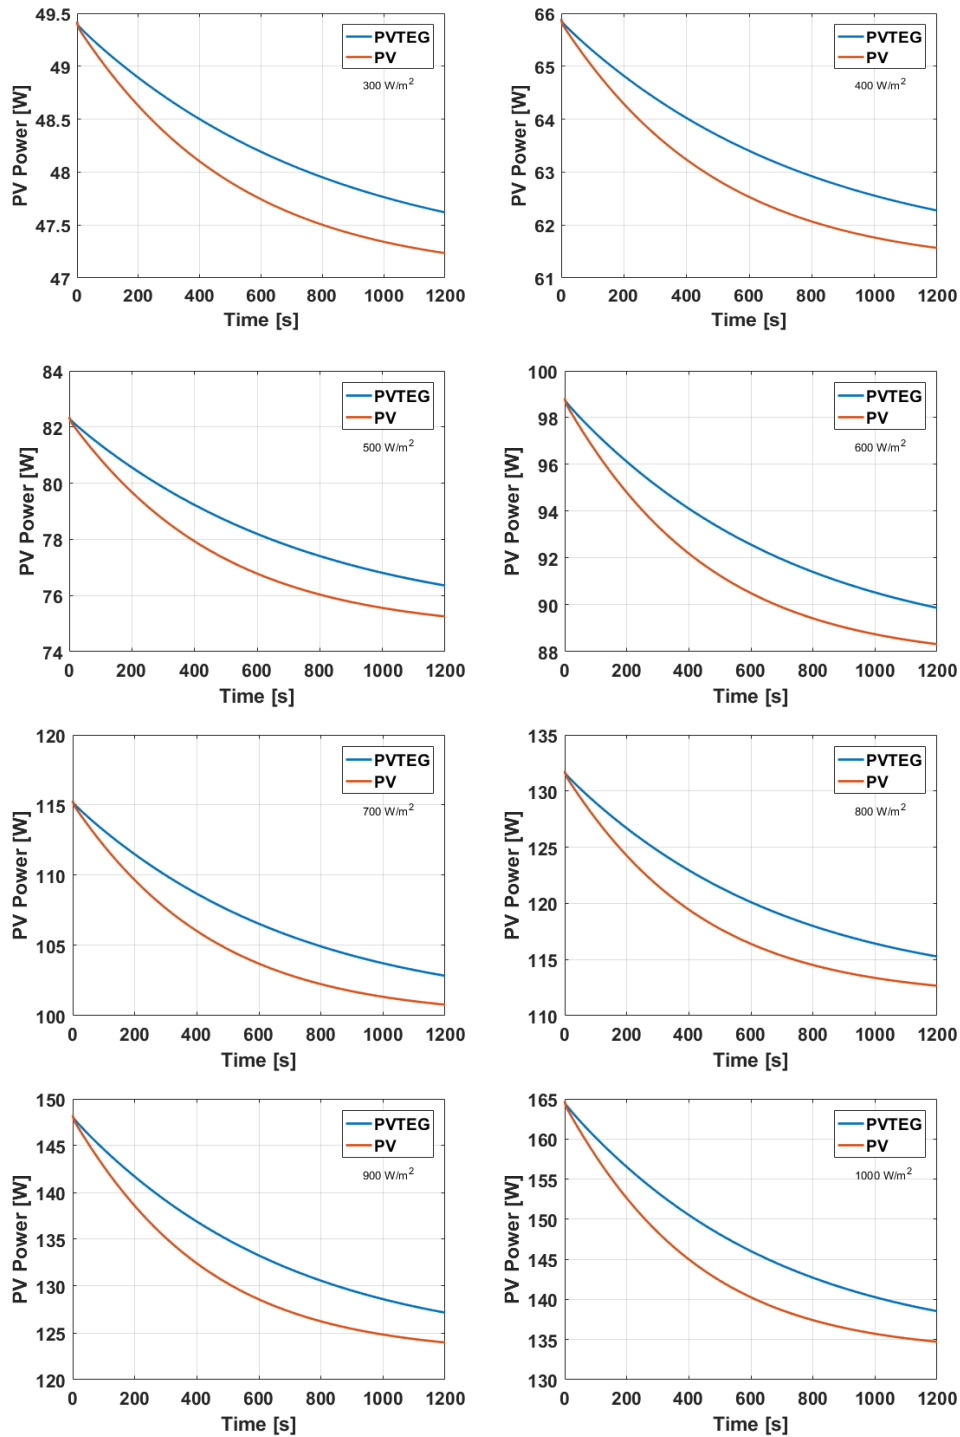 49.5
49
48.5
48
47.5
47
PV Power [W]
0 200 400 600 800 1000 1200
Time [s]
PVTEG
PV
300 W/m²
66
65
64
63
62
61
PV Power [W]
0 200 400 600 800 1000 1200
Time [s]
PVTEG
PV
400 W/m²
84
82
80
78
76
74
PV Power [W]
0 200 400 600 800 1000 1200
Time [s]
PVTEG
PV
500 W/m²
100
98
96
94
92
90
88
PV Power [W]
0 200 400 600 800 1000 1200
Time [s]
PVTEG
PV
600 W/m²
120
115
110
105
100
PV Power [W]
0 200 400 600 800 1000 1200
Time [s]
PVTEG
PV
700 W/m²
135
130
125
120
115
110
PV Power [W]
0 200 400 600 800 1000 1200
Time [s]
PVTEG
PV
800 W/m²
150
145
140
135
130
125
120
PV Power [W]
0 200 400 600 800 1000 1200
Time [s]
PVTEG
PV
900 W/m²
165
160
155
150
145
140
135
130
PV Power [W]
0 200 400 600 800 1000 1200
Time [s]
PVTEG
PV
1000 W/m²